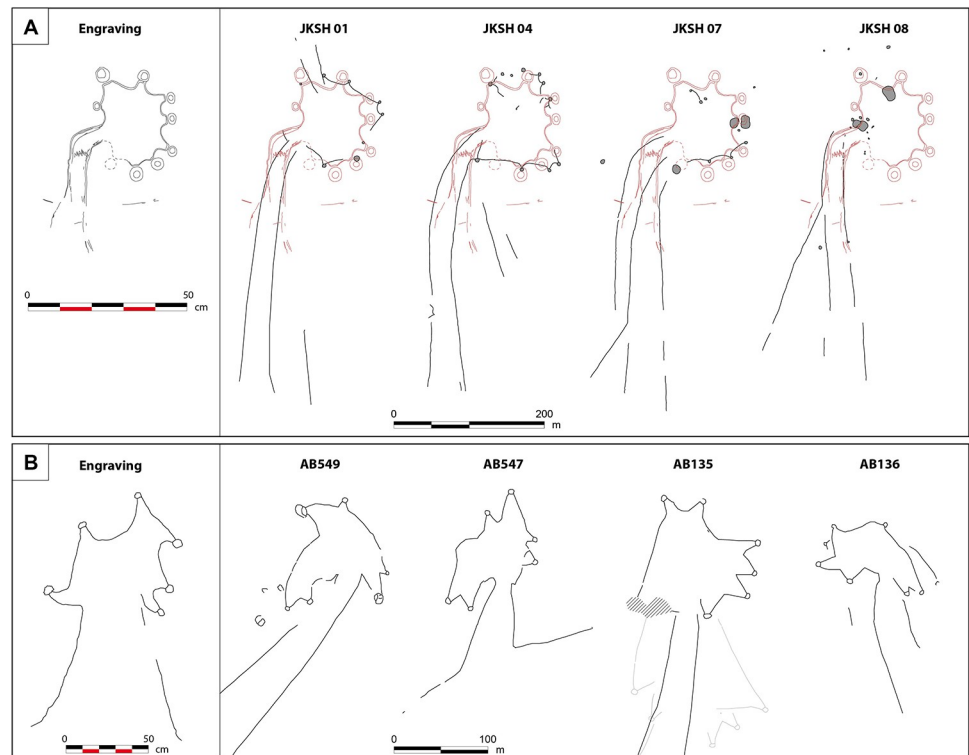 A
Engraving
JKSH 01
JKSH 04
JKSH 07
JKSH 08
0 50
cm
0 200
m
B
Engraving
AB549
AB547
AB135
AB136
0 50
cm
0 100
m